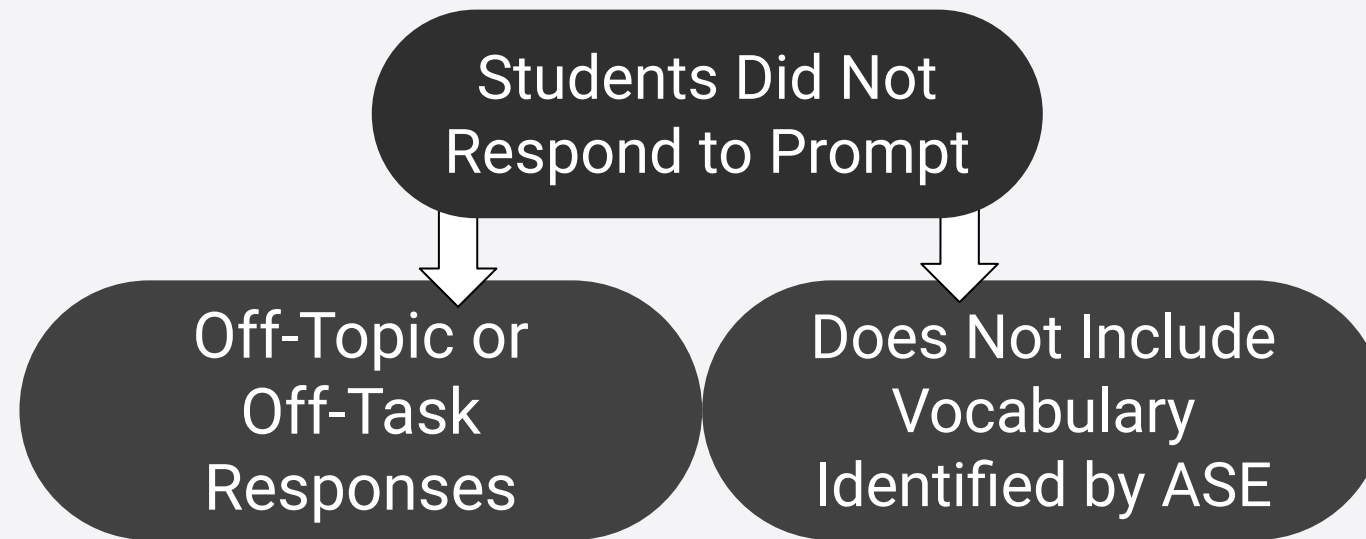 Students Did Not
Respond to Prompt
Off-Topic or
Off-Task
Responses
Does Not Include
Vocabulary
Identified by ASE